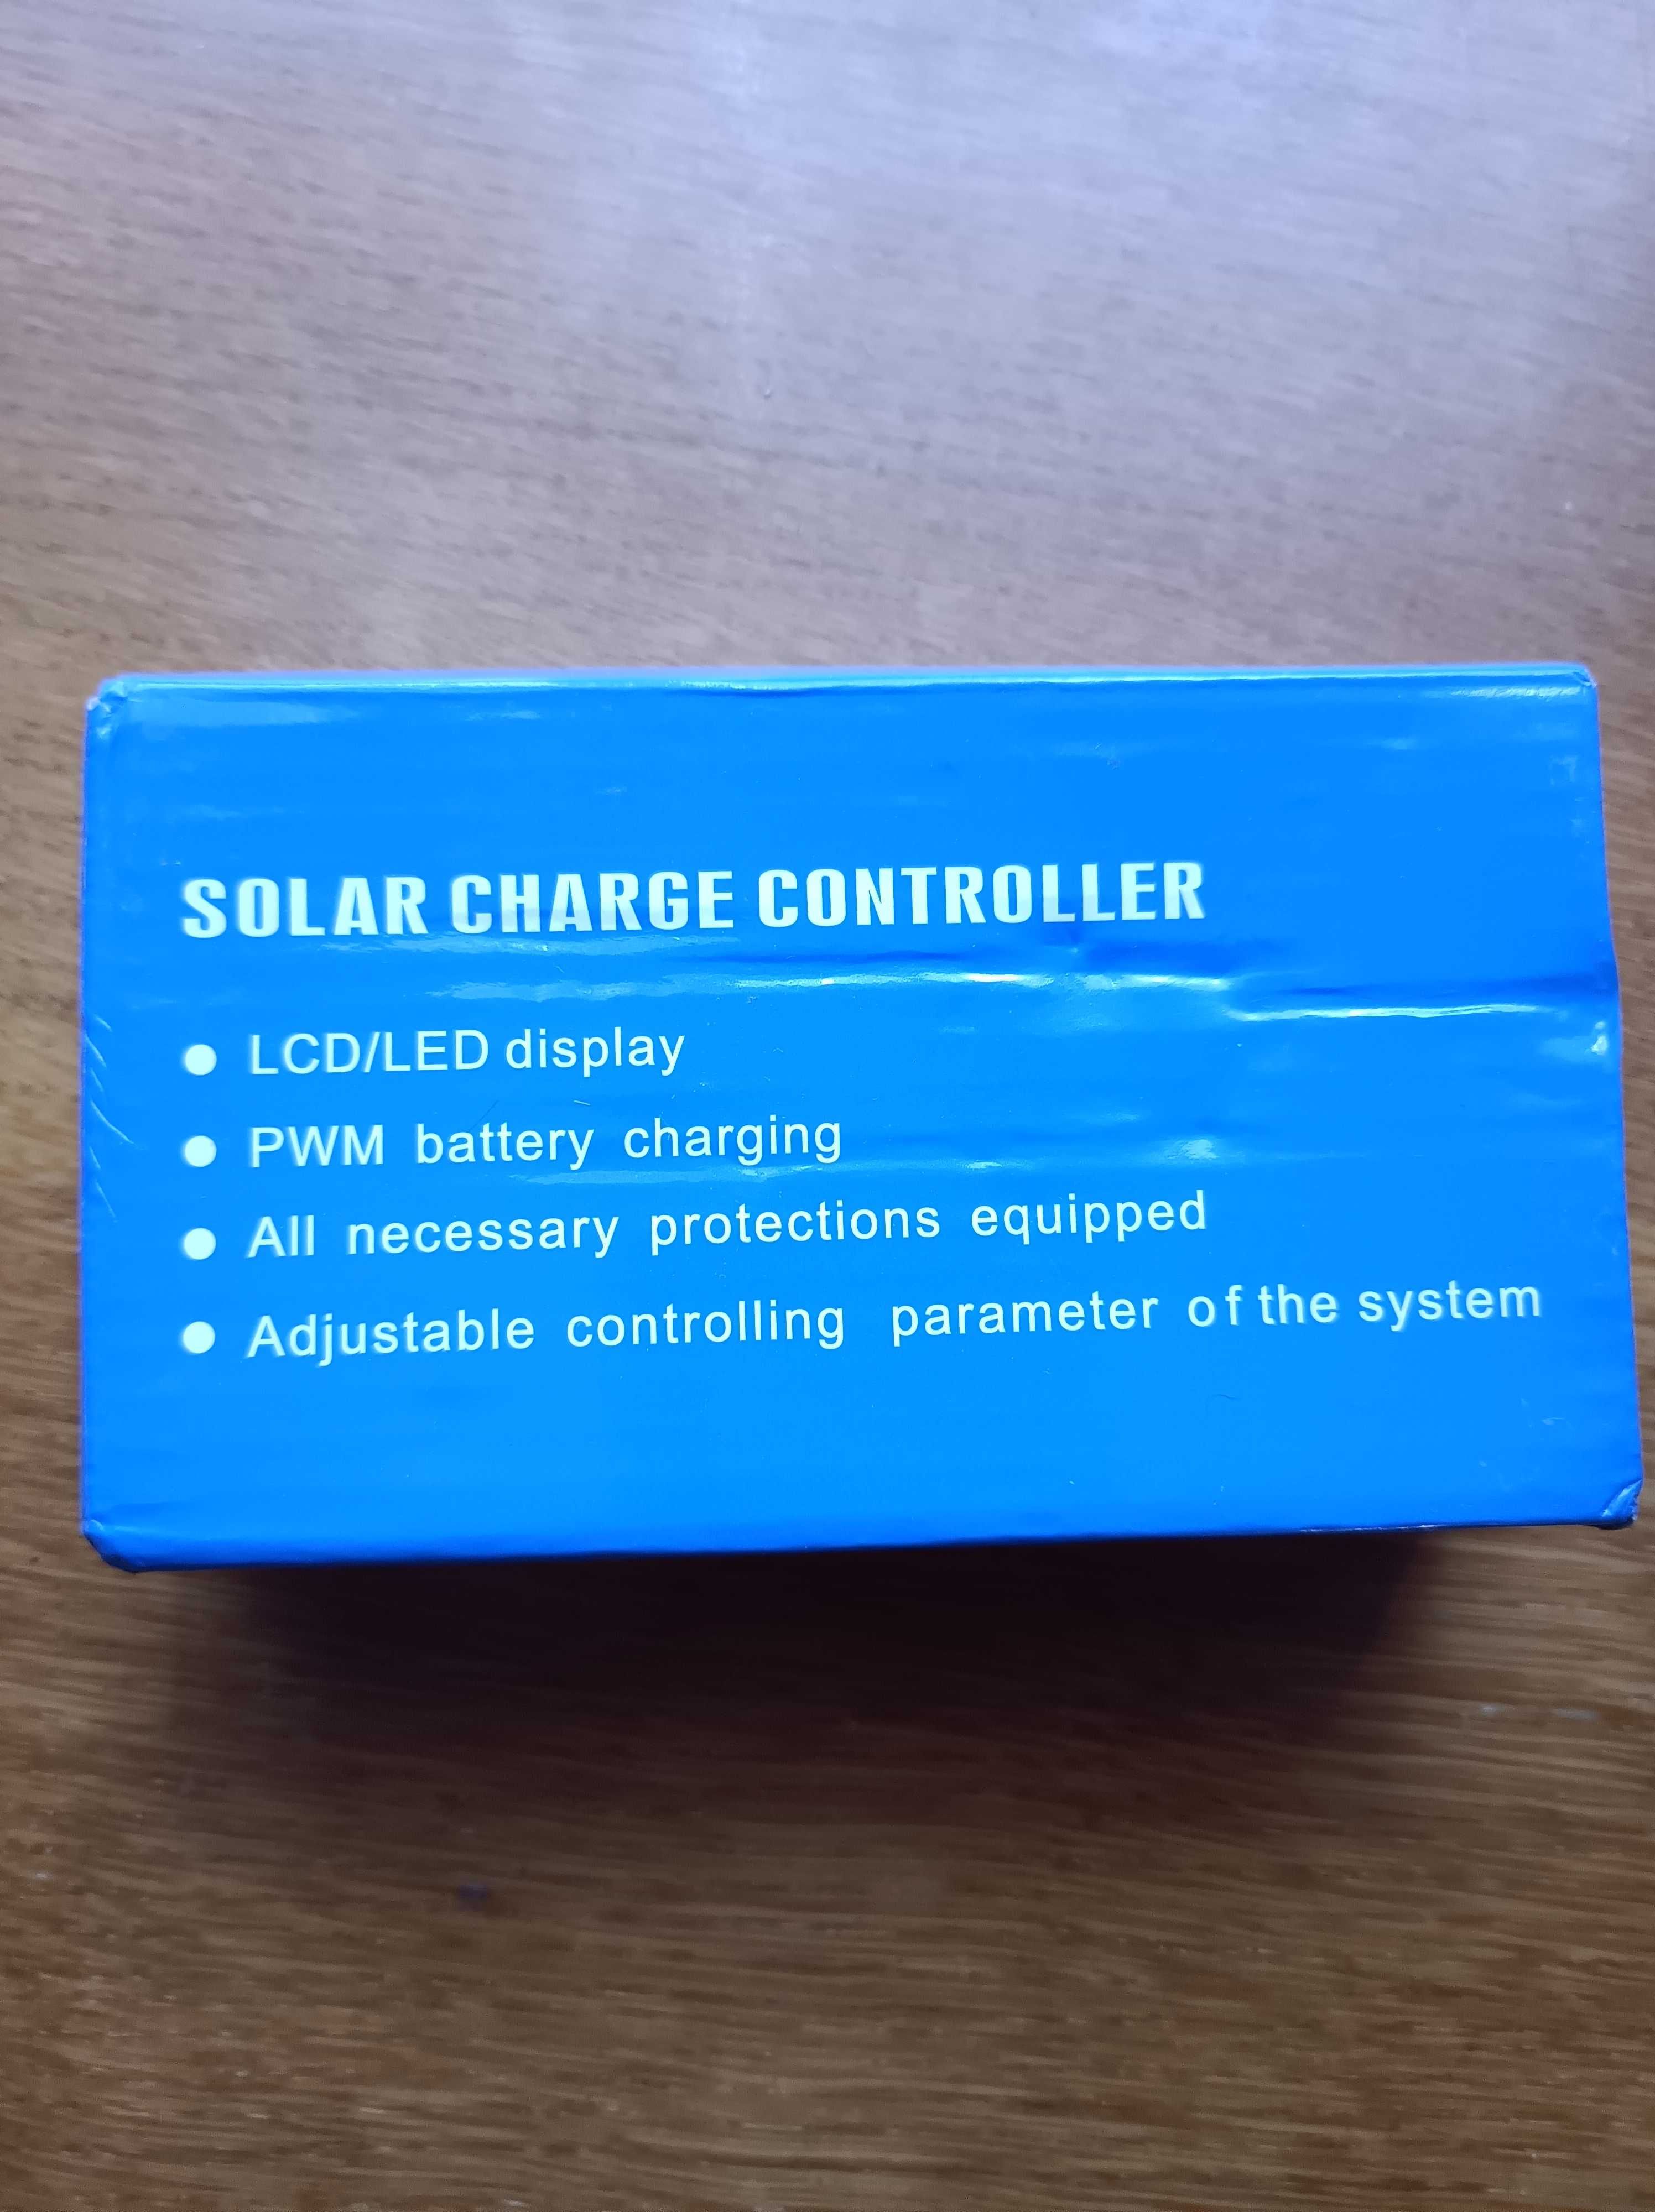 SOLAR CHARGE CONTROLLER
● LCD/LED display
● PWM battery charging
● All necessary protections equipped
● Adjustable controlling parameter of the system